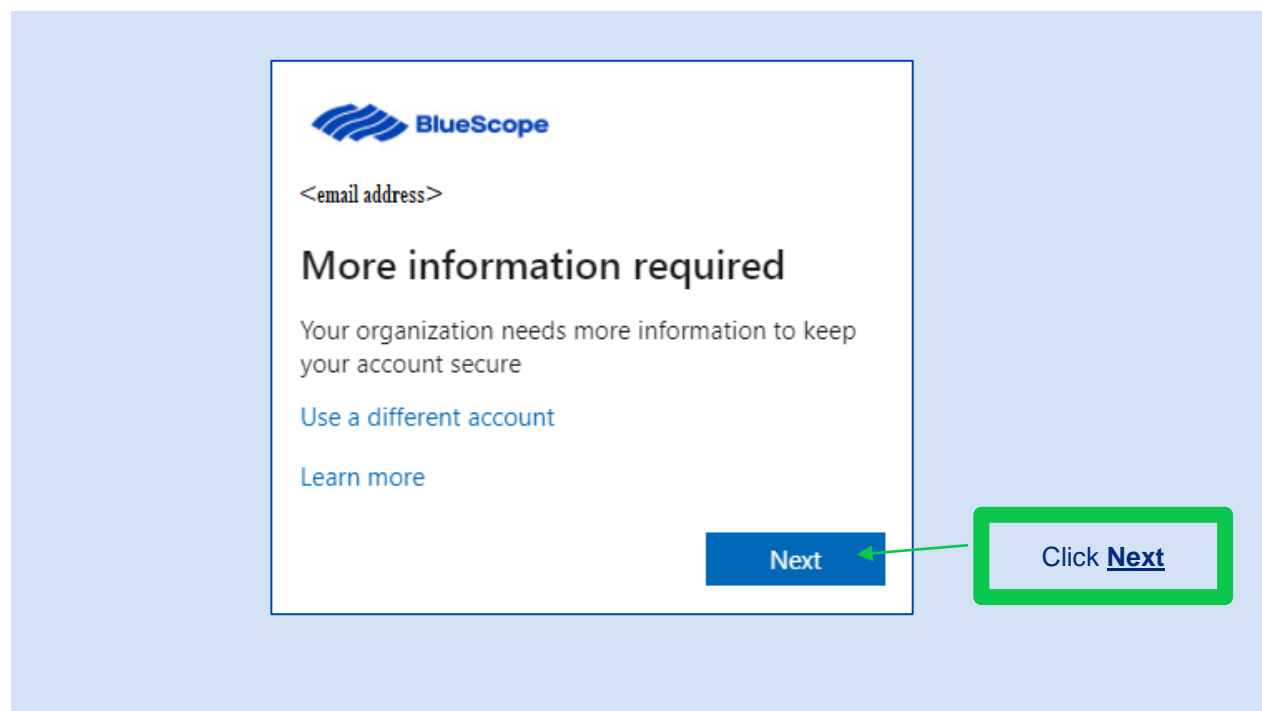 BlueScope
<email address>
More information required
Your organization needs more information to keep
your account secure
Use a different account
Learn more
Next
Click Next